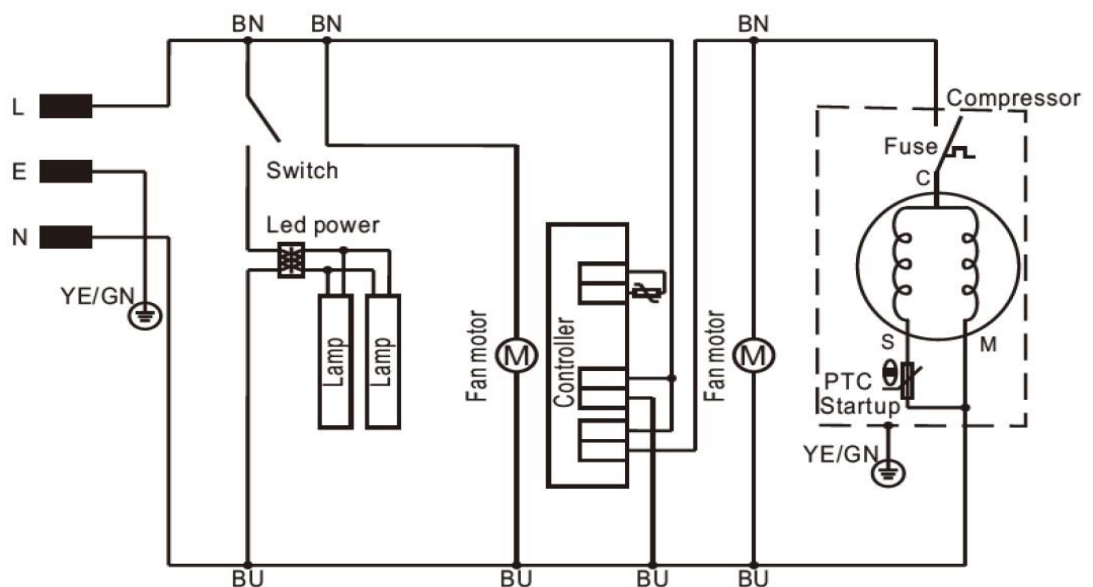 BN
BN
BN
L
Compressor
Fuse
E
Switch
C
N
Led power
YE/GN
Lamp
Lamp
Fan motor
M
Controller
Fan motor
M
S
M
PTC
Startup
YE/GN
BU
BU
BU
BU